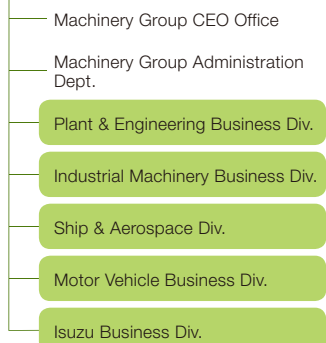 Machinery Group CEO Office
Machinery Group Administration
Dept.
Plant & Engineering Business Div.
Industrial Machinery Business Div.
Ship & Aerospace Div.
Motor Vehicle Business Div.
Isuzu Business Div.